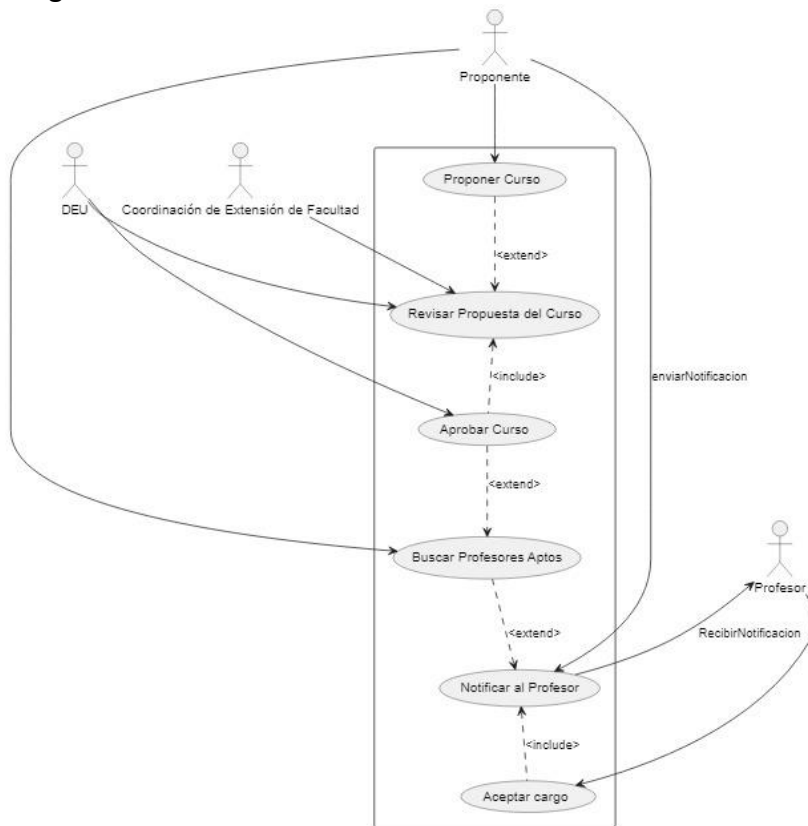 Proponente
DEU
Coordinación de Extensión de Facultad
Proponer Curso
<extend>
Revisar Propuesta del Curso
<include>
enviarNotificacion
Aprobar Curso
<extend>
Buscar Profesores Aptos
Profesor
<extend>
RecibirNotificacion
Notificar al Profesor
<include>
Aceptar cargo